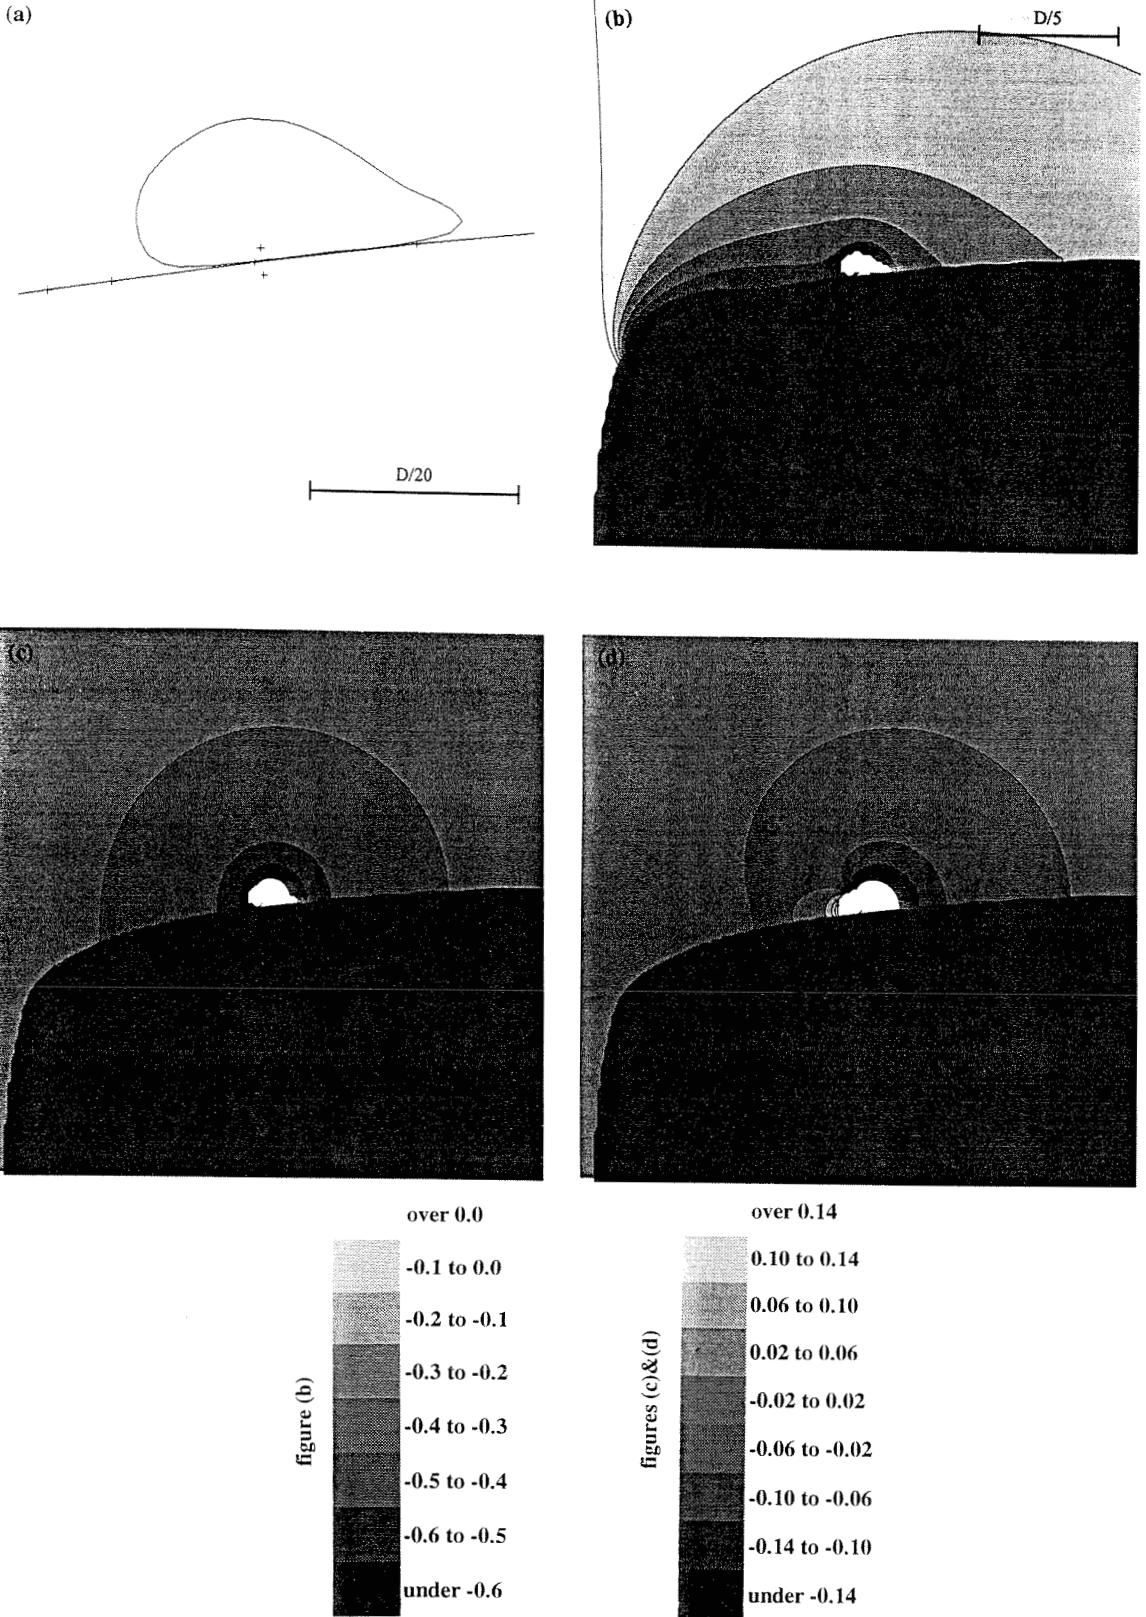 (a)
(b)
D/5
D/20
(c)
(d)
figure (b)
over 0.0
-0.1 to 0.0
-0.2 to -0.1
-0.3 to -0.2
-0.4 to -0.3
-0.5 to -0.4
-0.6 to -0.5
under -0.6
figures (c)&(d)
over 0.14
0.10 to 0.14
0.06 to 0.10
0.02 to 0.06
-0.02 to 0.02
-0.06 to -0.02
-0.10 to -0.06
-0.14 to -0.10
under -0.14